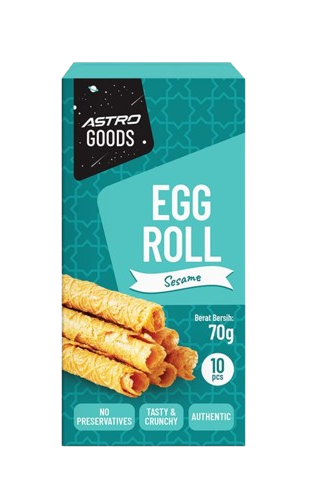 ASTRO
GOODS
EGG
ROLL
Sesame
Berat Bersih:
70g
10
pcs
NO
PRESERVATIVES
TASTY &
CRUNCHY
AUTHENTIC